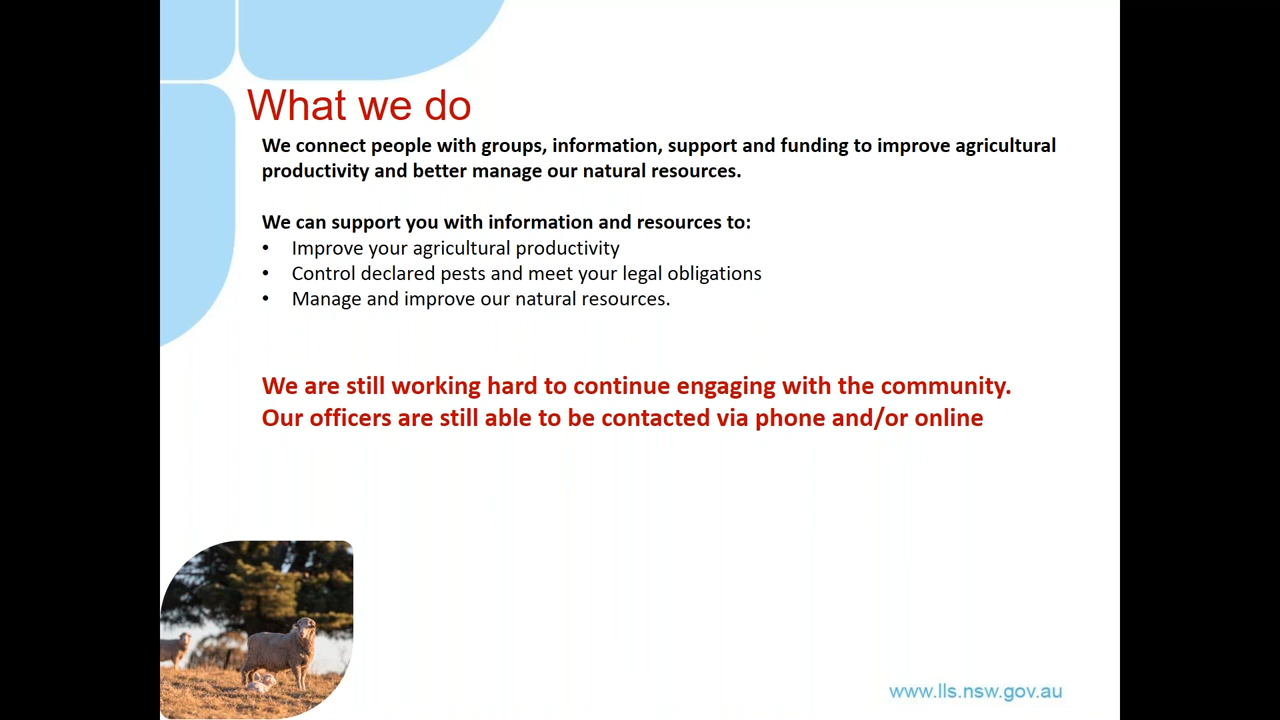 What we do
We connect people with groups, information, support and funding to improve agricultural
productivity and better manage our natural resources.
We can support you with information and resources to:
• Improve your agricultural productivity
• Control declared pests and meet your legal obligations
• Manage and improve our natural resources.
We are still working hard to continue engaging with the community.
Our officers are still able to be contacted via phone and/or online
www.lls.nsw.gov.au